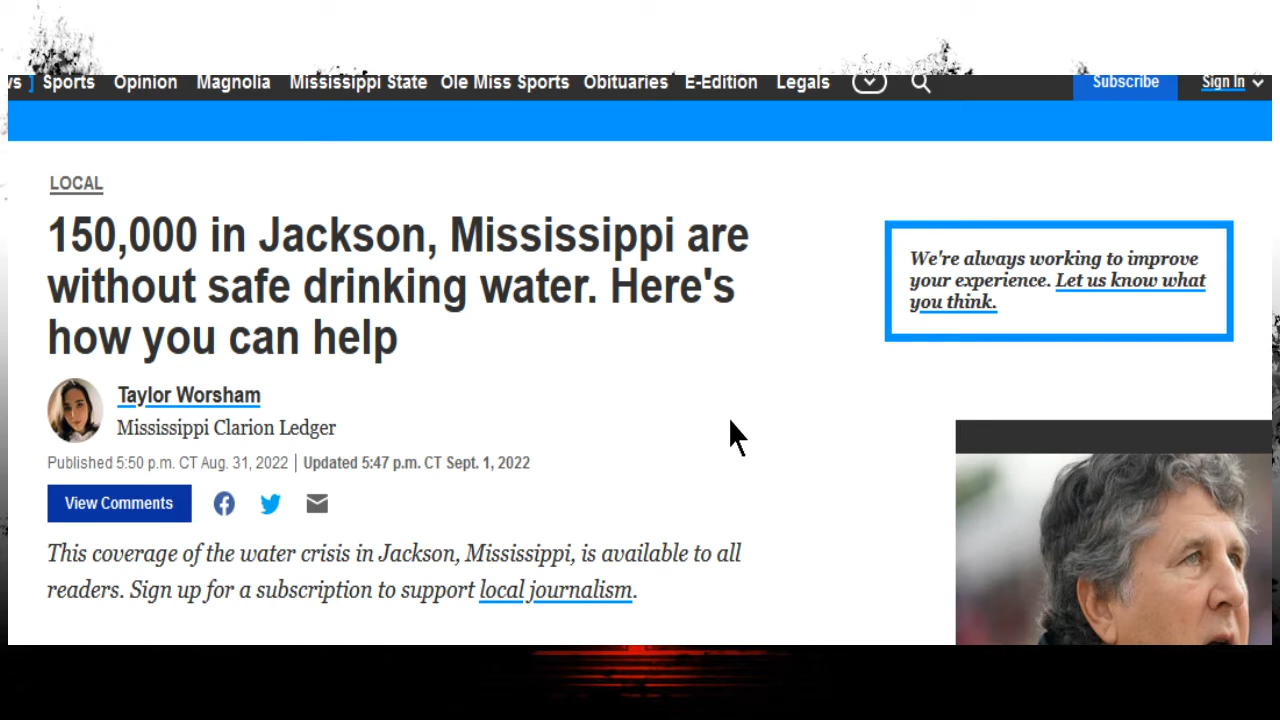 Sports Opinion Magnolia Mississippi State Ole Miss Sports Obituaries E-Edition Legals Subscribe Sign In
LOCAL
150,000 in Jackson, Mississippi are
without safe drinking water. Here's
how you can help
We're always working to improve
your experience. Let us know what
you think.
Taylor Worsham
Mississippi Clarion Ledger
Published 5:50 p.m. CT Aug. 31, 2022 | Updated 5:47 p.m. CT Sept. 1, 2022
View Comments
This coverage of the water crisis in Jackson, Mississippi, is available to all
readers. Sign up for a subscription to support local journalism.